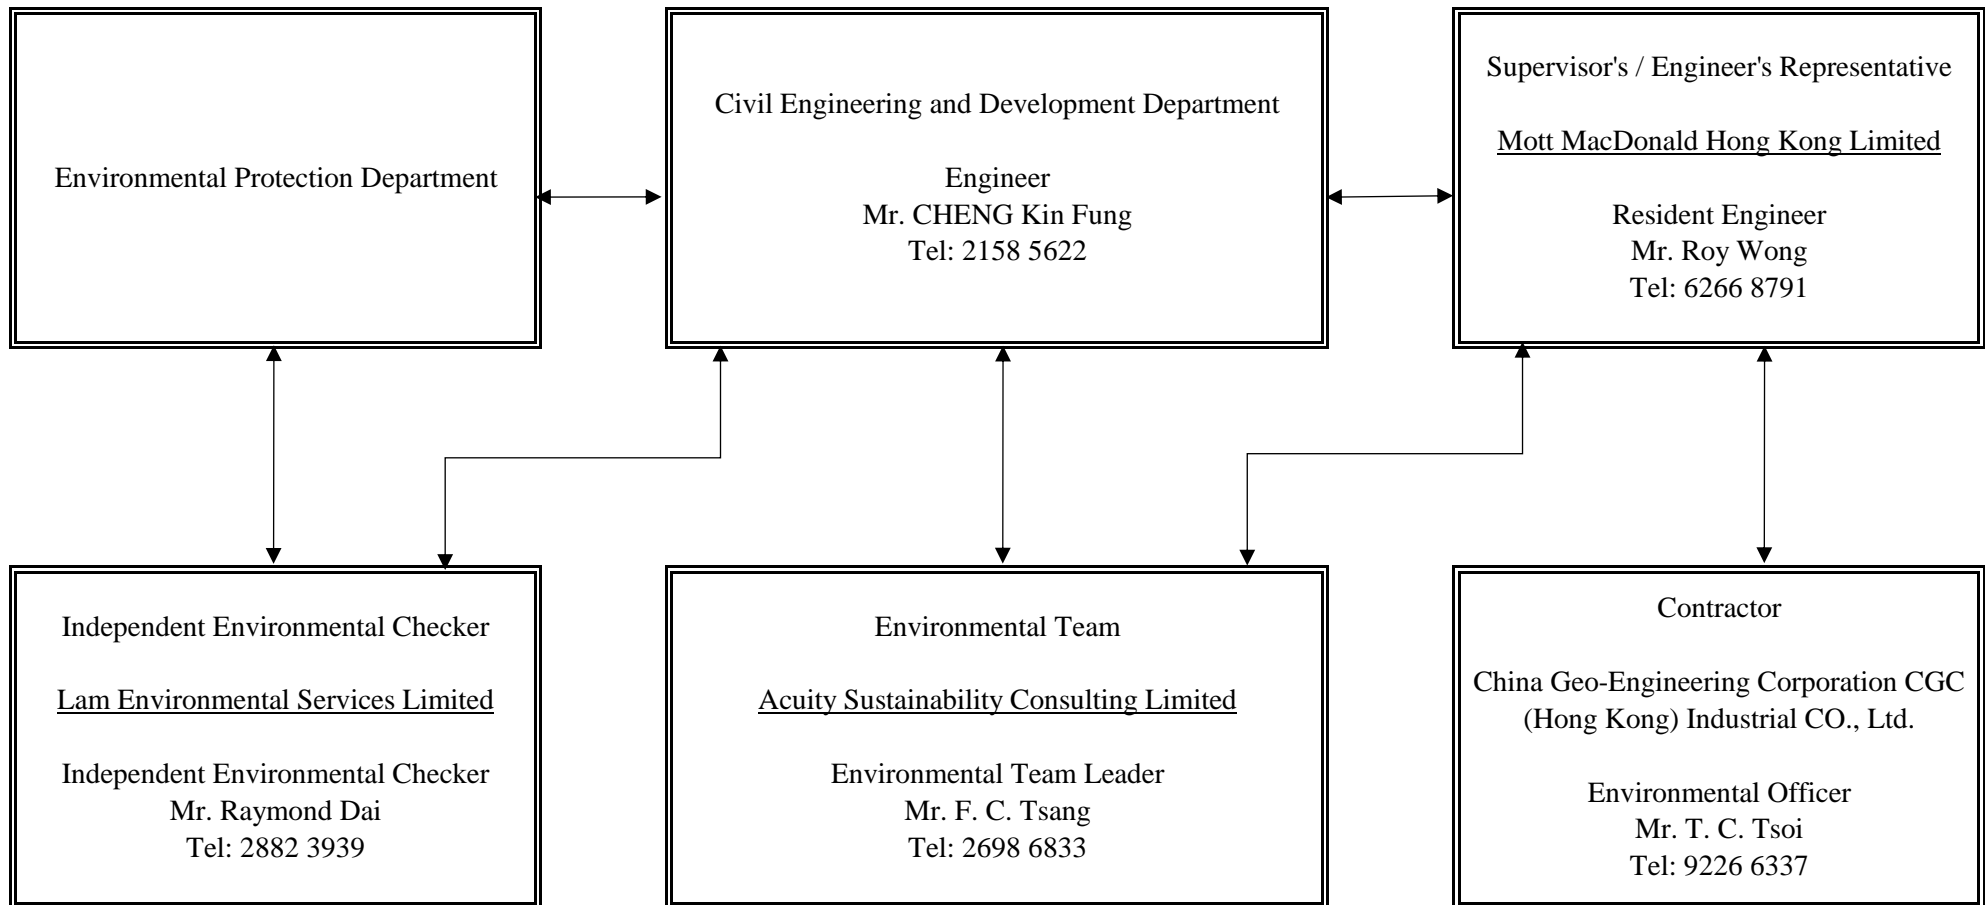 Environmental Protection Department
Civil Engineering and Development Department
Engineer
Mr. CHENG Kin Fung
Tel: 2158 5622
Supervisor's / Engineer's Representative
Mott MacDonald Hong Kong Limited
Resident Engineer
Mr. Roy Wong
Tel: 6266 8791
Independent Environmental Checker
Lam Environmental Services Limited
Independent Environmental Checker
Mr. Raymond Dai
Tel: 2882 3939
Environmental Team
Acuity Sustainability Consulting Limited
Environmental Team Leader
Mr. F. C. Tsang
Tel: 2698 6833
Contractor
China Geo-Engineering Corporation CGC
(Hong Kong) Industrial CO., Ltd.
Environmental Officer
Mr. T. C. Tsoi
Tel: 9226 6337